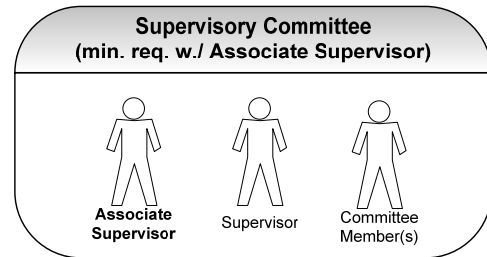 Supervisory Committee
(min. req. w./ Associate Supervisor)
Associate
Supervisor
Supervisor
Committee
Member(s)